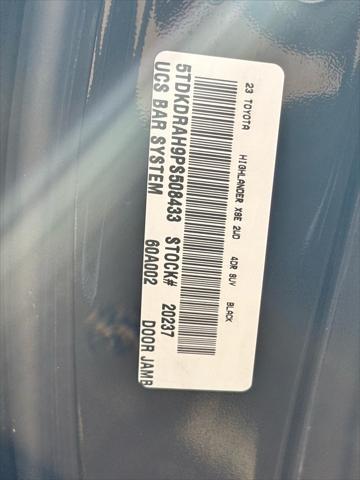 23 TOYOTA HIGHLANDER XSE 2WD 4DR SUV BLACK
5TDKDRAH9PS508433 STOCK# 20237
UCS BAR SYSTEM 60A002 DOOR JAMB